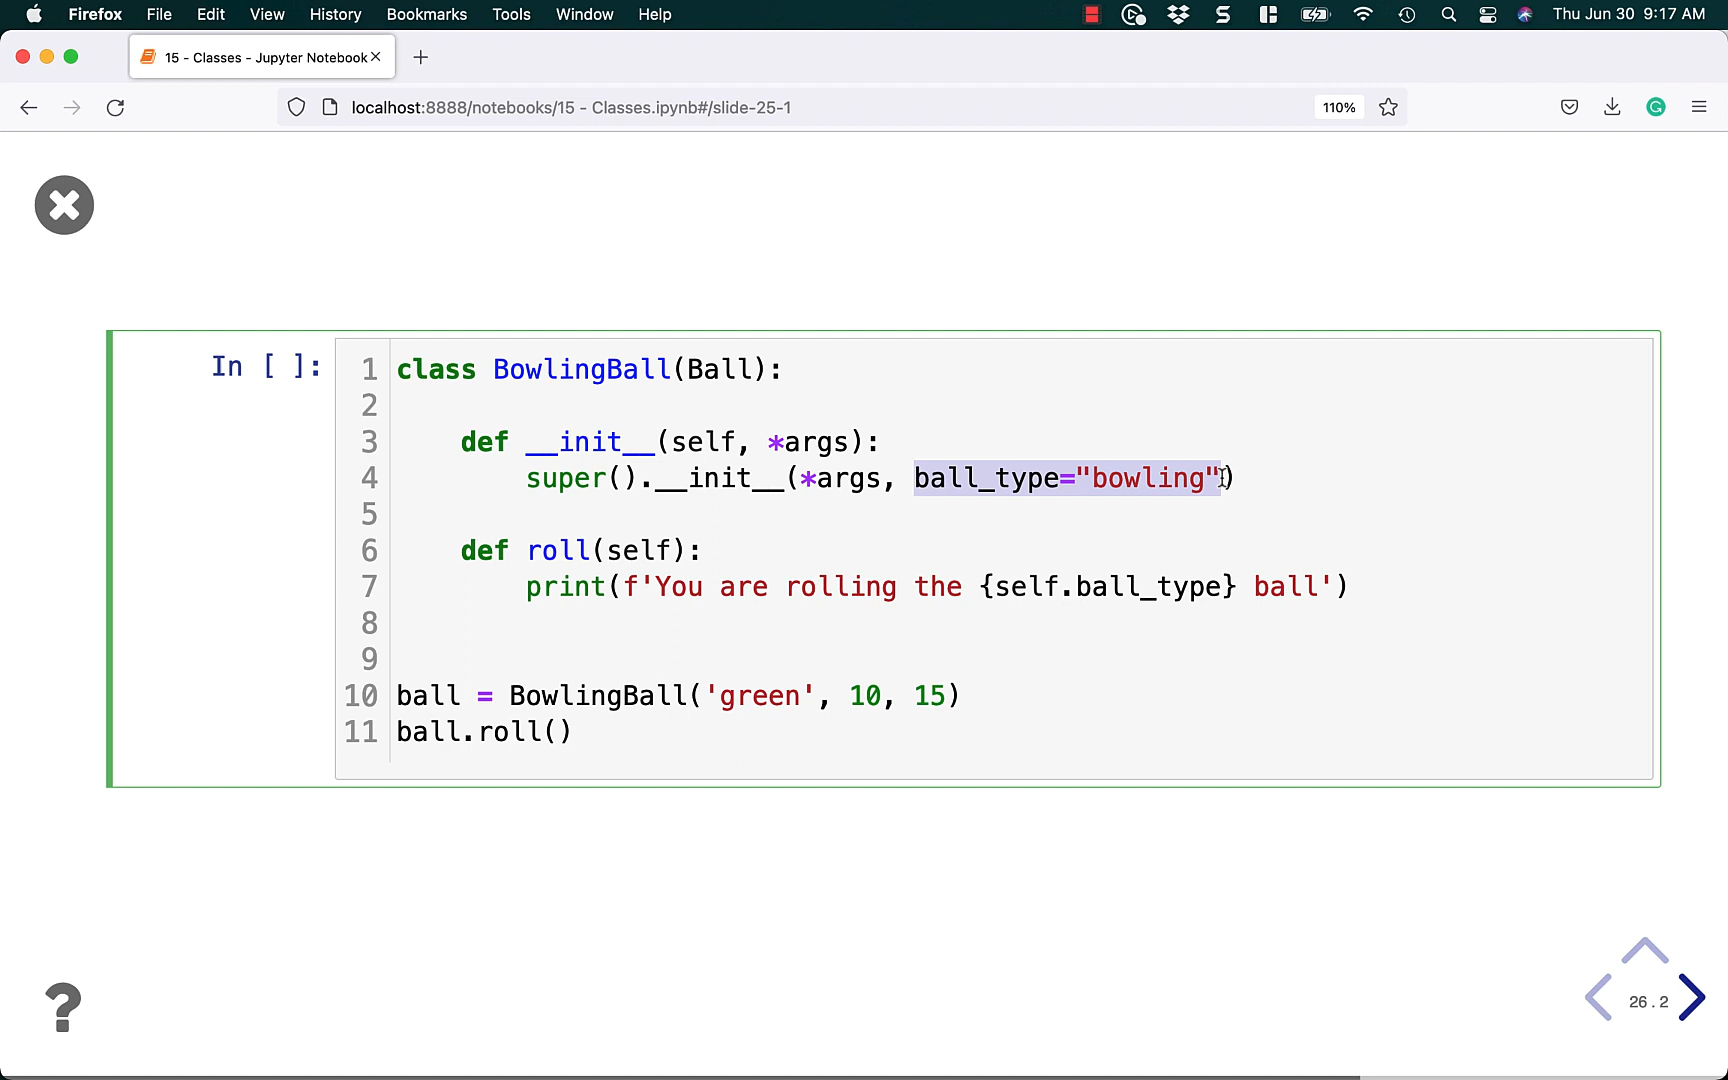 Firefox File Edit View History Bookmarks Tools Window Help Thu Jun 30 9:17 AM
15 - Classes - Jupyter Notebook
localhost:8888/notebooks/15 - Classes.ipynb#/slide-25-1 110%
In [ ]:
1 class BowlingBall(Ball):
2
3 def __init__(self, *args):
4 super().__init__(*args, ball_type="bowling")
5
6 def roll(self):
7 print(f'You are rolling the {self.ball_type} ball')
8
9
10 ball = BowlingBall('green', 10, 15)
11 ball.roll()
26.2